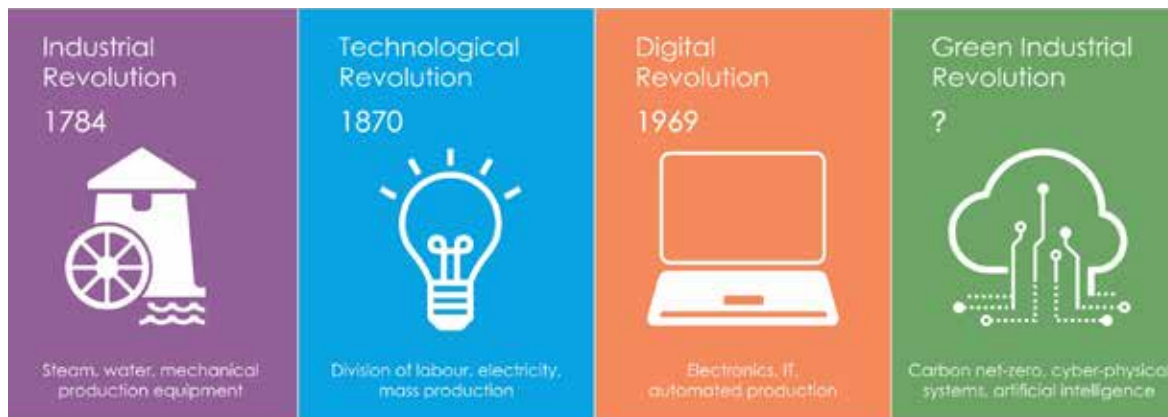 Industrial
Revolution
1784
Steam, water, mechanical
production equipment
Technological
Revolution
1870
Division of labour, electricity,
mass production
Digital
Revolution
1969
Electronics, IT,
automated production
Green Industrial
Revolution
?
Carbon net-zero, cyber-physical
systems, artificial intelligence